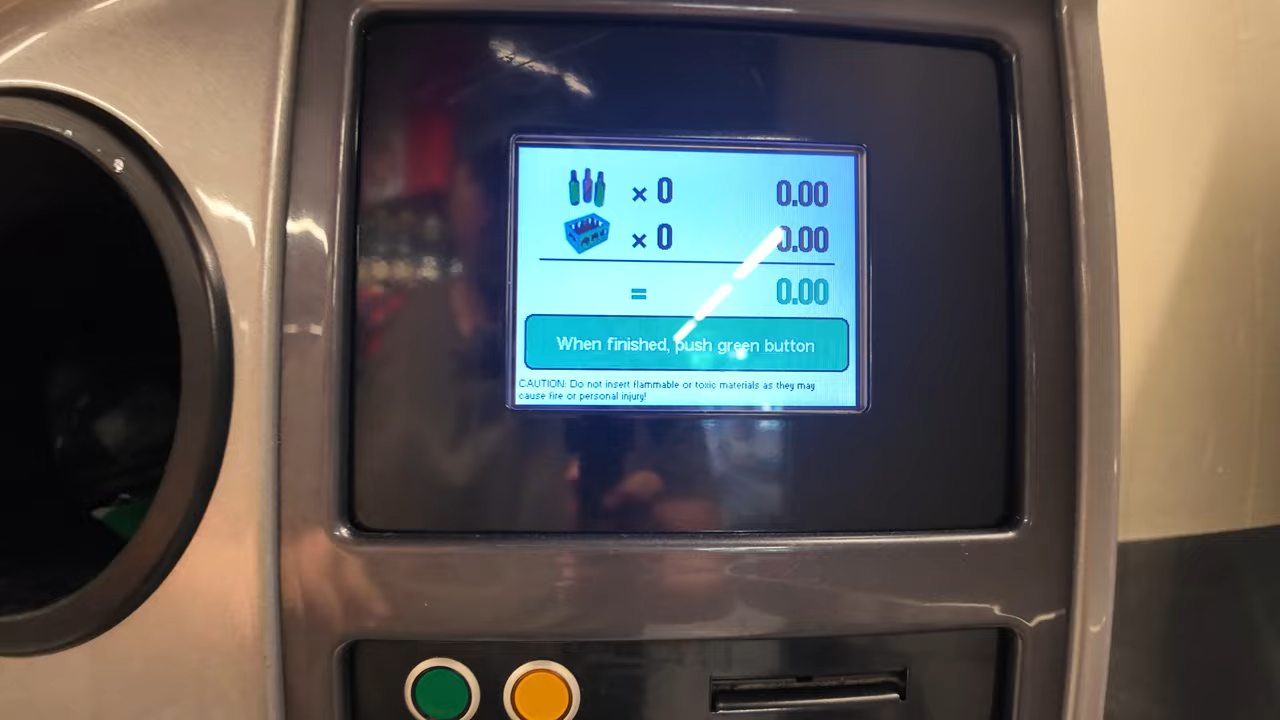 × 0 0.00
× 0 0.00
= 0.00
When finished, push green button
CAUTION: Do not insert flammable or toxic materials as they may
cause fire or personal injury!